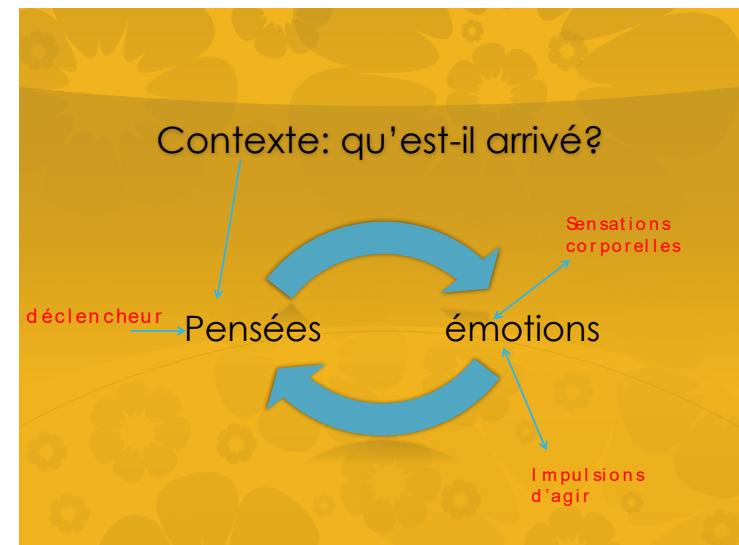 Contexte: qu'est-il arrivé?
Sensations
corporelles
déclencheur
Pensées
émotions
Impulsions
d'agir